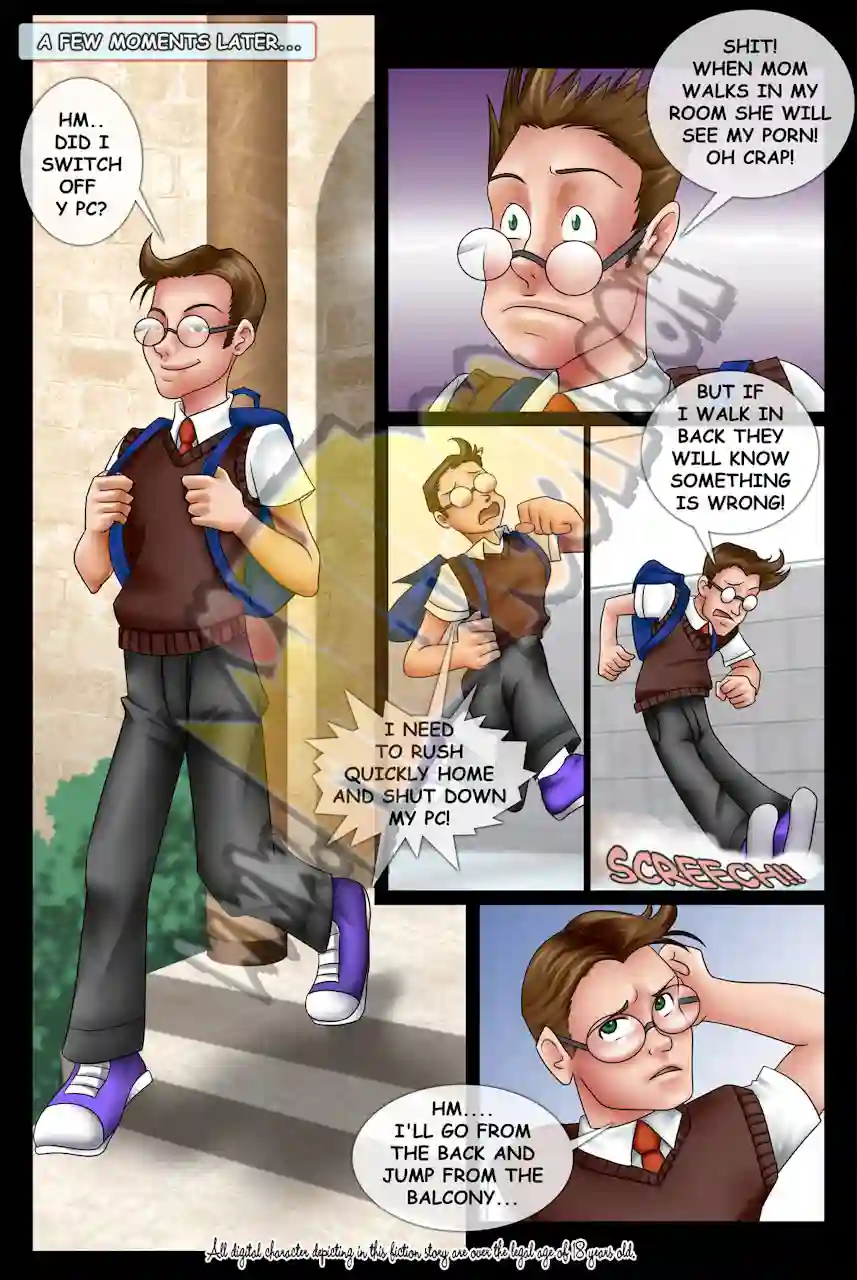 A FEW MOMENTS LATER...
HM..
DID I
SWITCH
OFF
Y PC?
SHIT!
WHEN MOM
WALKS IN MY
ROOM SHE WILL
SEE MY PORN!
OH CRAP!
I NEED
TO RUSH
QUICKLY HOME
AND SHUT DOWN
MY PC!
BUT IF
I WALK IN
BACK THEY
WILL KNOW
SOMETHING
IS WRONG!
SCREECH!!!
HM....
I'LL GO FROM
THE BACK AND
JUMP FROM THE
BALCONY...
All digital character depicting in this fiction story are over the legal age of 18 years old.